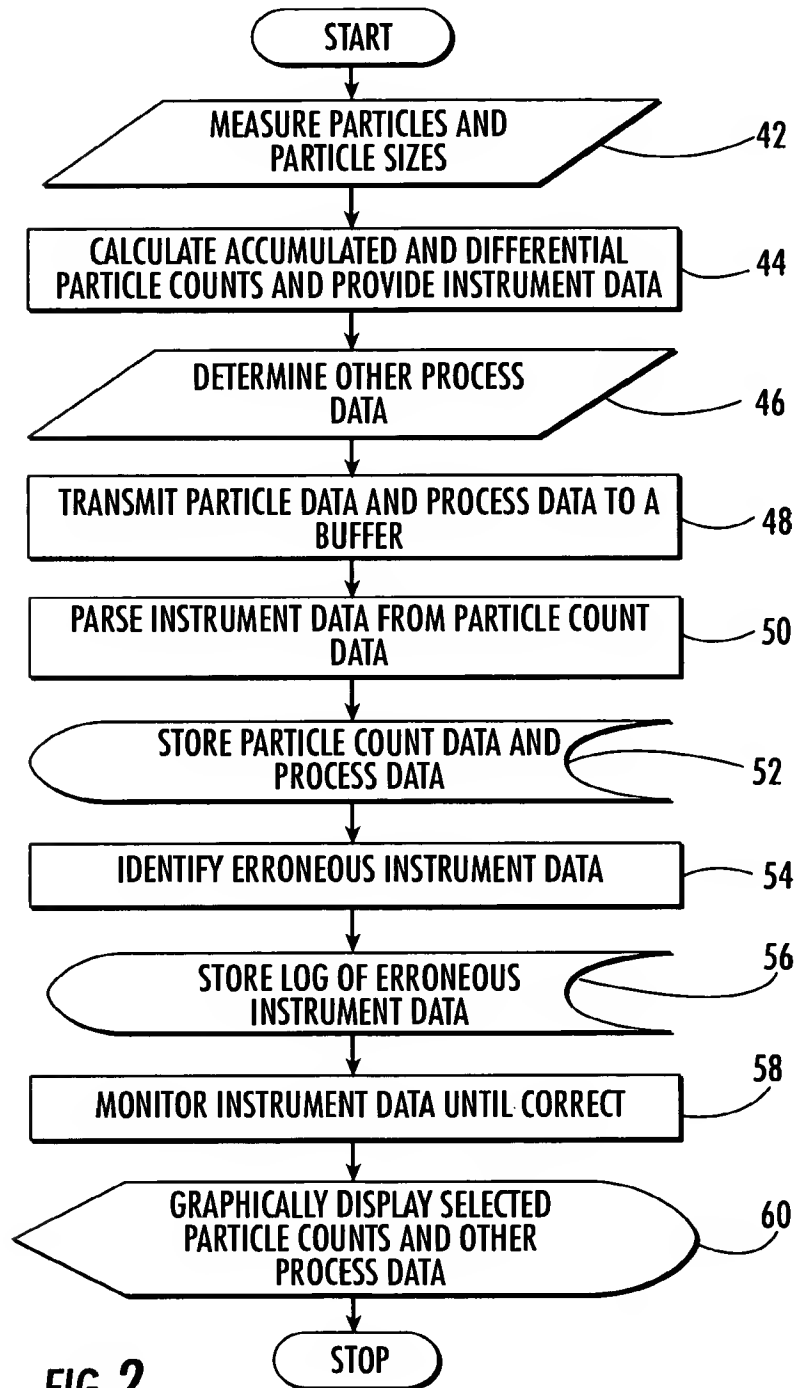 START
MEASURE PARTICLES AND
PARTICLE SIZES
42
CALCULATE ACCUMULATED AND DIFFERENTIAL
PARTICLE COUNTS AND PROVIDE INSTRUMENT DATA
44
DETERMINE OTHER PROCESS
DATA
46
TRANSMIT PARTICLE DATA AND PROCESS DATA TO A
BUFFER
48
PARSE INSTRUMENT DATA FROM PARTICLE COUNT
DATA
50
STORE PARTICLE COUNT DATA AND
PROCESS DATA
52
IDENTIFY ERRONEOUS INSTRUMENT DATA
54
STORE LOG OF ERRONEOUS
INSTRUMENT DATA
56
MONITOR INSTRUMENT DATA UNTIL CORRECT
58
GRAPHICALLY DISPLAY SELECTED
PARTICLE COUNTS AND OTHER
PROCESS DATA
60
STOP
FIG. 2